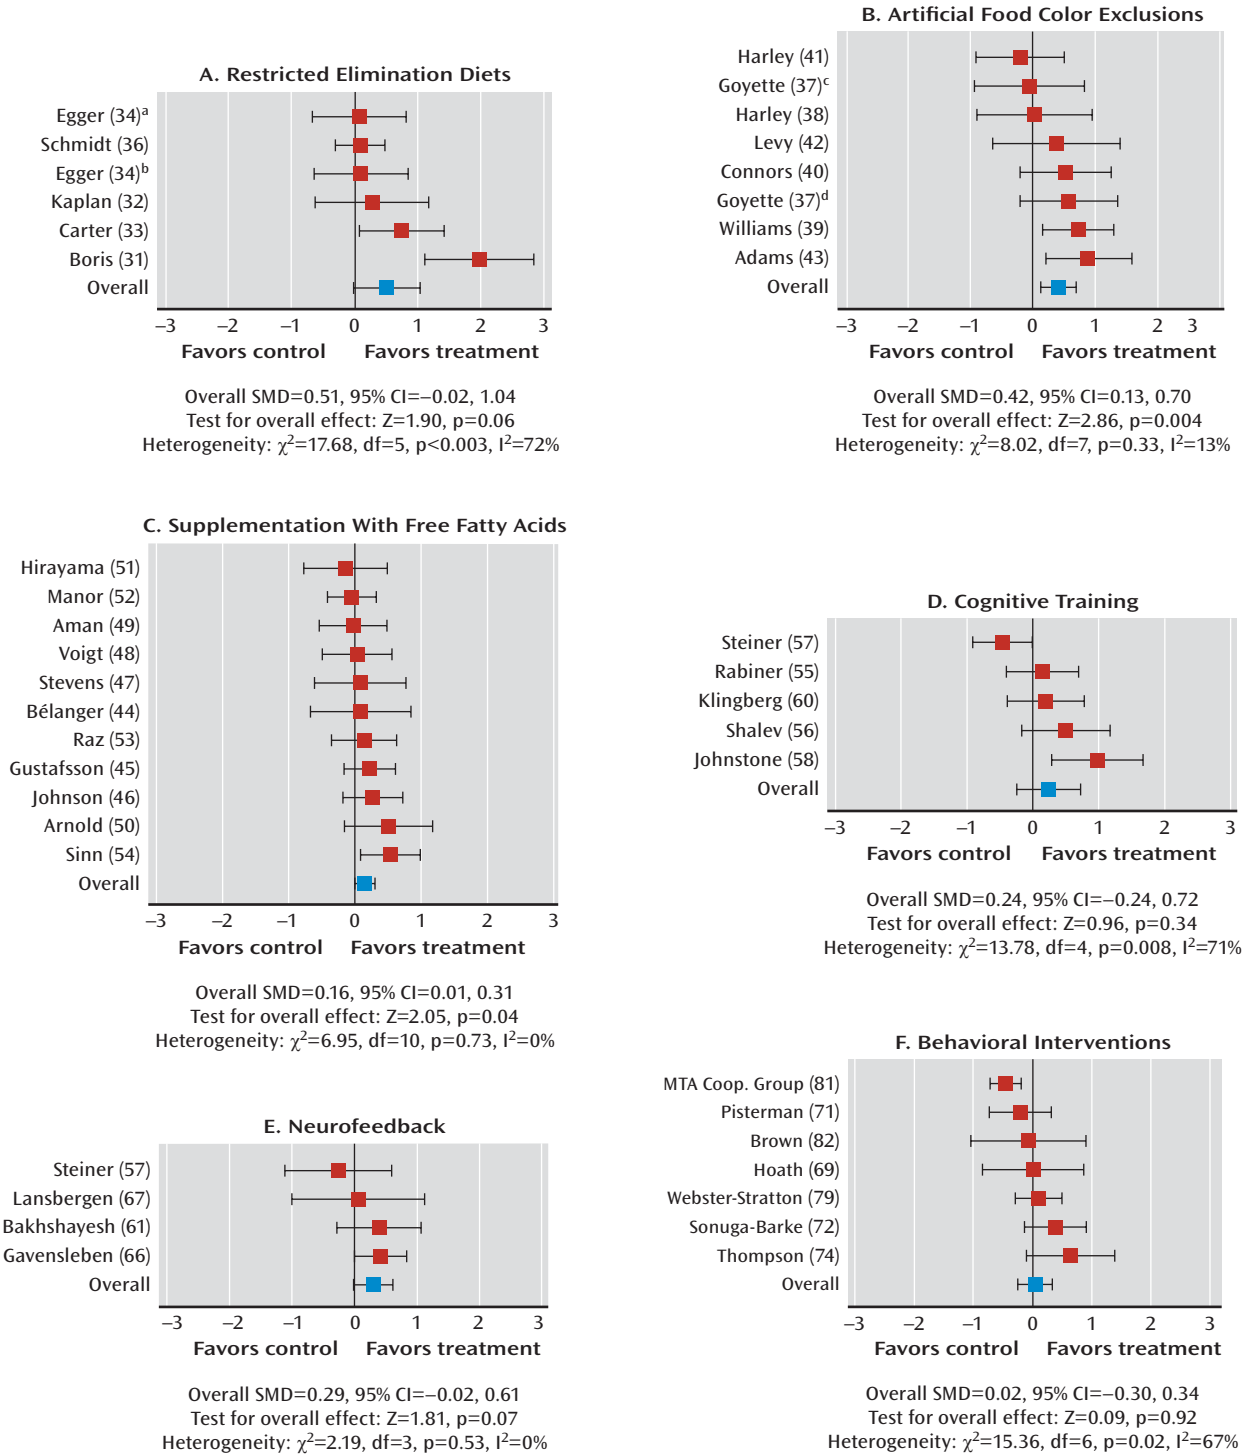 A. Restricted Elimination Diets
Egger (34)ᵃ
Schmidt (36)
Egger (34)ᵇ
Kaplan (32)
Carter (33)
Boris (31)
Overall
–3 –2 –1 0 1 2 3
Favors control Favors treatment
Overall SMD=0.51, 95% CI=–0.02, 1.04
Test for overall effect: Z=1.90, p=0.06
Heterogeneity: χ²=17.68, df=5, p<0.003, I²=72%
B. Artificial Food Color Exclusions
Harley (41)
Goyette (37)ᶜ
Harley (38)
Levy (42)
Connors (40)
Goyette (37)ᵈ
Williams (39)
Adams (43)
Overall
–3 –2 –1 0 1 2 3
Favors control Favors treatment
Overall SMD=0.42, 95% CI=0.13, 0.70
Test for overall effect: Z=2.86, p=0.004
Heterogeneity: χ²=8.02, df=7, p=0.33, I²=13%
C. Supplementation With Free Fatty Acids
Hirayama (51)
Manor (52)
Aman (49)
Voigt (48)
Stevens (47)
Bélanger (44)
Raz (53)
Gustafsson (45)
Johnson (46)
Arnold (50)
Sinn (54)
Overall
–3 –2 –1 0 1 2 3
Favors control Favors treatment
Overall SMD=0.16, 95% CI=0.01, 0.31
Test for overall effect: Z=2.05, p=0.04
Heterogeneity: χ²=6.95, df=10, p=0.73, I²=0%
D. Cognitive Training
Steiner (57)
Rabiner (55)
Klingberg (60)
Shalev (56)
Johnstone (58)
Overall
–3 –2 –1 0 1 2 3
Favors control Favors treatment
Overall SMD=0.24, 95% CI=–0.24, 0.72
Test for overall effect: Z=0.96, p=0.34
Heterogeneity: χ²=13.78, df=4, p=0.008, I²=71%
E. Neurofeedback
Steiner (57)
Lansbergen (67)
Bakhshayesh (61)
Gavensleben (66)
Overall
–3 –2 –1 0 1 2 3
Favors control Favors treatment
Overall SMD=0.29, 95% CI=–0.02, 0.61
Test for overall effect: Z=1.81, p=0.07
Heterogeneity: χ²=2.19, df=3, p=0.53, I²=0%
F. Behavioral Interventions
MTA Coop. Group (81)
Pisterman (71)
Brown (82)
Hoath (69)
Webster-Stratton (79)
Sonuga-Barke (72)
Thompson (74)
Overall
–3 –2 –1 0 1 2 3
Favors control Favors treatment
Overall SMD=0.02, 95% CI=–0.30, 0.34
Test for overall effect: Z=0.09, p=0.92
Heterogeneity: χ²=15.36, df=6, p=0.02, I²=67%